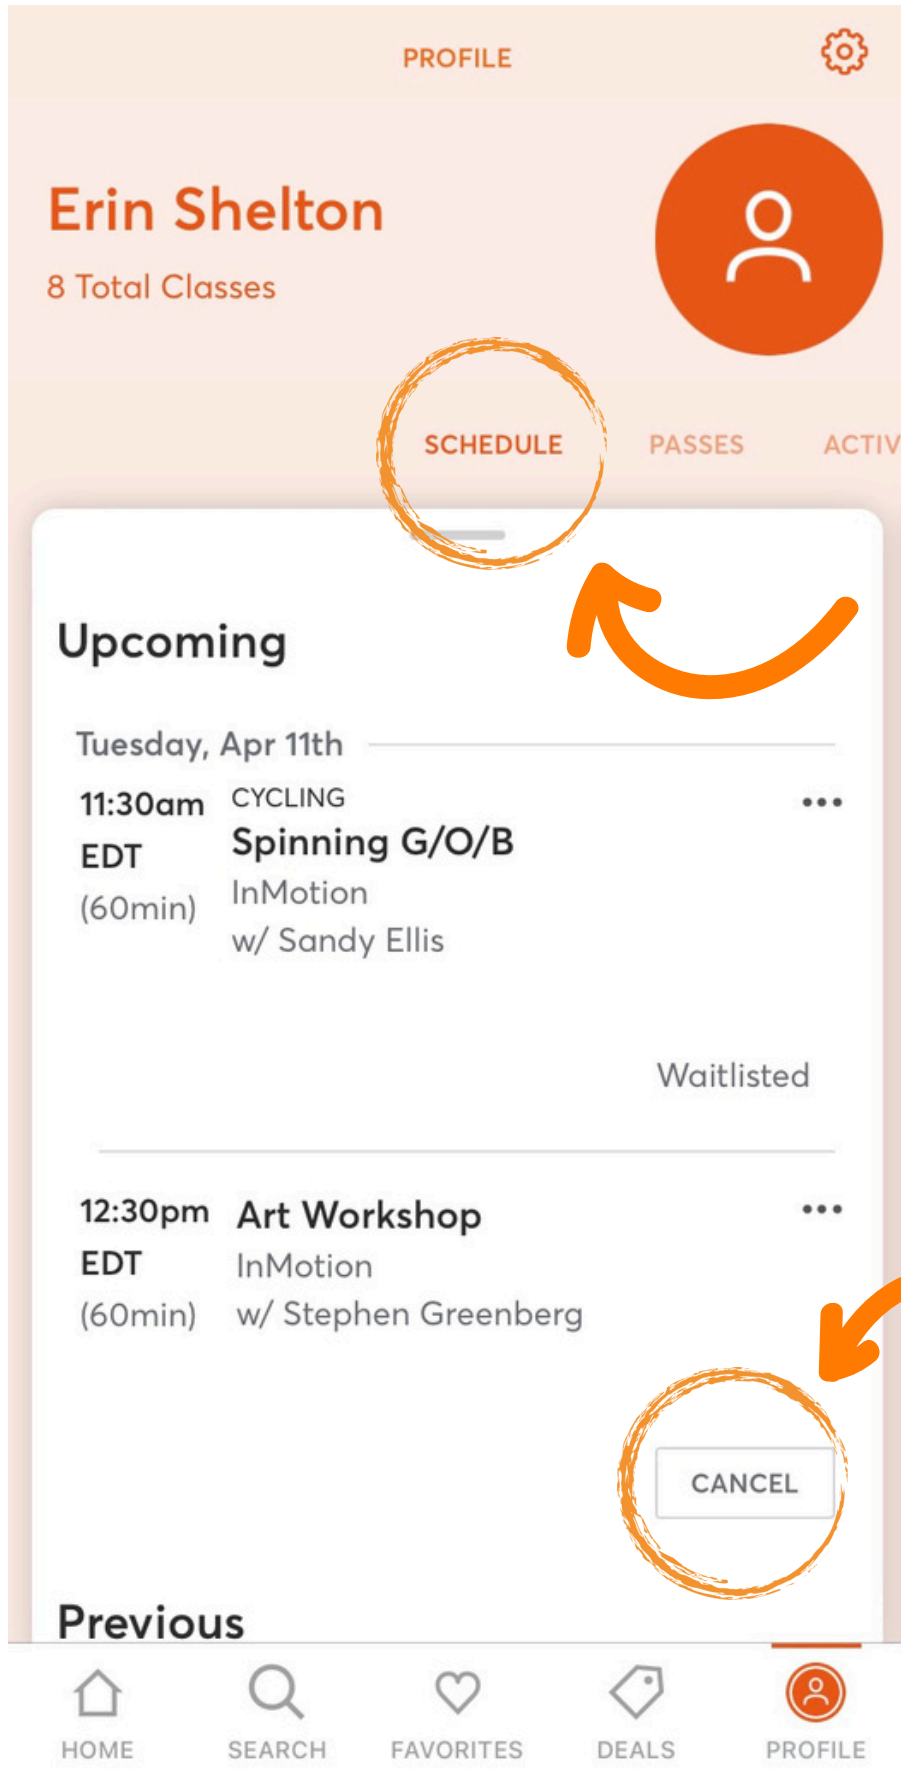 PROFILE
Erin Shelton
8 Total Classes
SCHEDULE PASSES ACTIV
Upcoming
Tuesday, Apr 11th
11:30am CYCLING
EDT Spinning G/O/B
(60min) InMotion
w/ Sandy Ellis
Waitlisted
12:30pm Art Workshop
EDT InMotion
(60min) w/ Stephen Greenberg
CANCEL
Previous
HOME SEARCH FAVORITES DEALS PROFILE